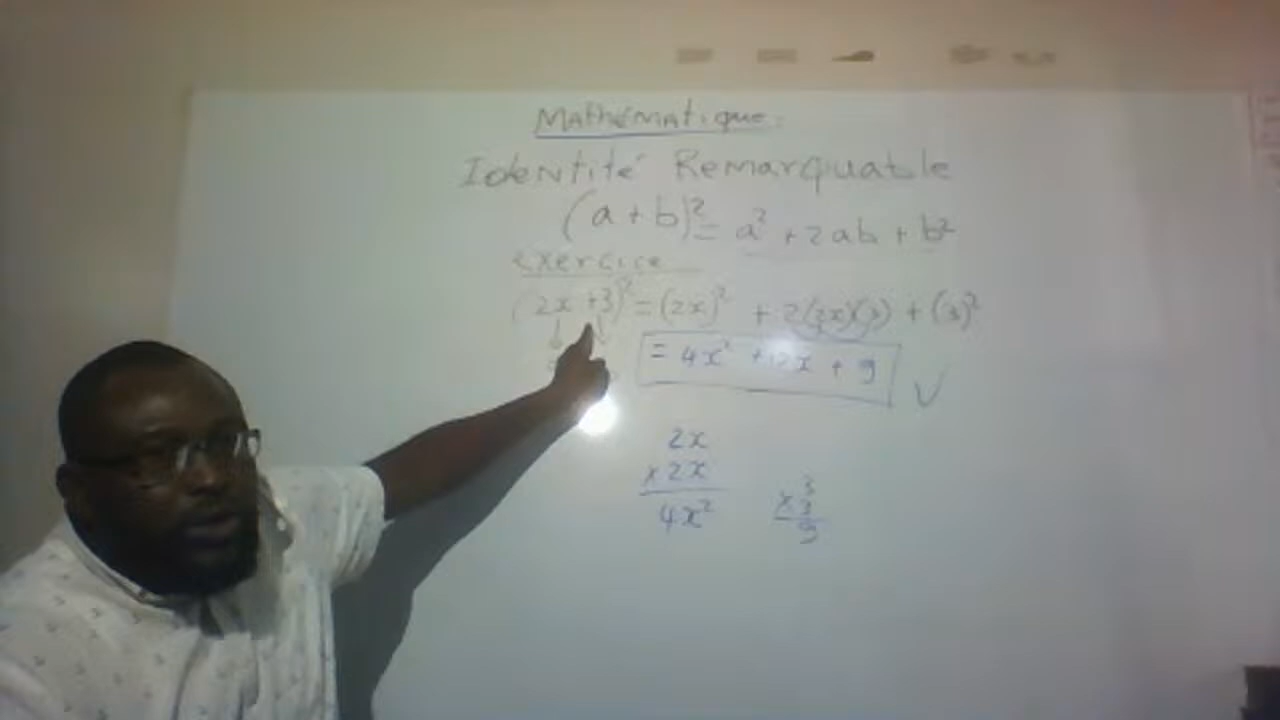 Mathématique:
Identité Remarquable
(a+b)² = a² + 2ab + b²
exercice
(2x+3)² = (2x)² + 2(2x)(3) + (3)²
= 4x² + 12x + 9
2x
x 2x
4x²
3
x 3
9